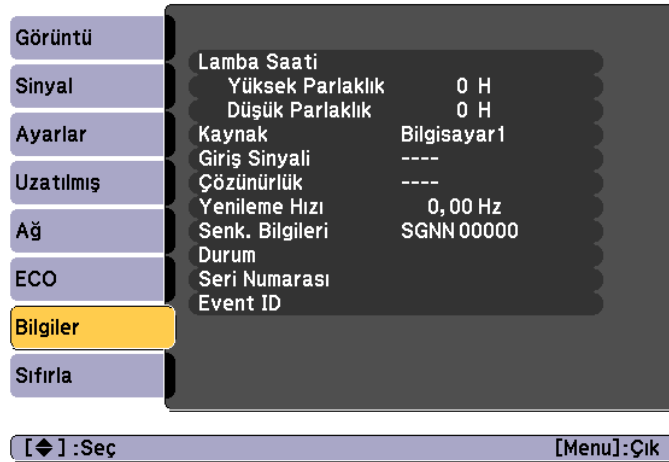 Görüntü
Sinyal
Ayarlar
Uzatılmış
Ağ
ECO
Bilgiler
Sıfırla
Lamba Saati
Yüksek Parlaklık 0 H
Düşük Parlaklık 0 H
Kaynak Bilgisayar1
Giriş Sinyali ----
Çözünürlük ----
Yenileme Hızı 0,00 Hz
Senk. Bilgileri SGNN 00000
Durum
Seri Numarası
Event ID
[◆] :Seç [Menu]:Çık